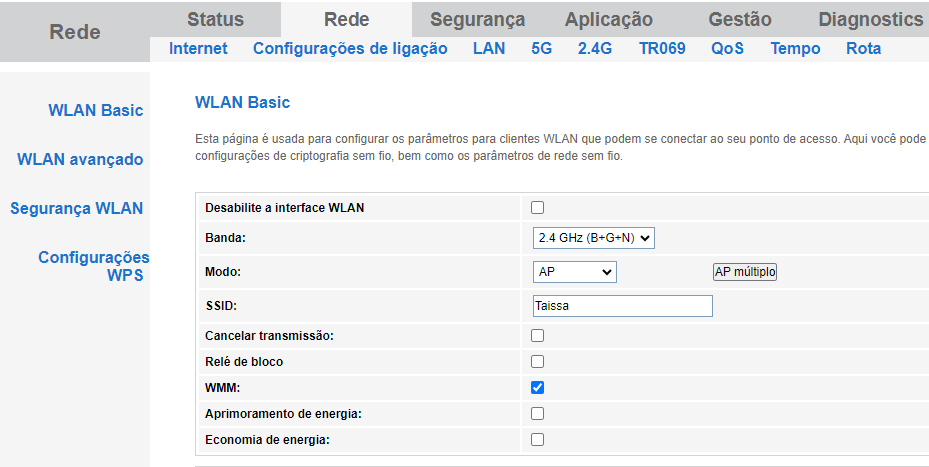 Rede
Status Rede Segurança Aplicação Gestão Diagnostics
Internet Configurações de ligação LAN 5G 2.4G TR069 QoS Tempo Rota
WLAN Basic
WLAN avançado
Segurança WLAN
Configurações
WPS
WLAN Basic
Esta página é usada para configurar os parâmetros para clientes WLAN que podem se conectar ao seu ponto de acesso. Aqui você pode
configurações de criptografia sem fio, bem como os parâmetros de rede sem fio.
Desabilite a interface WLAN
Banda: 2.4 GHz (B+G+N)
Modo: AP AP múltiplo
SSID: Taissa
Cancelar transmissão:
Relé de bloco
WMM:
Aprimoramento de energia:
Economia de energia: